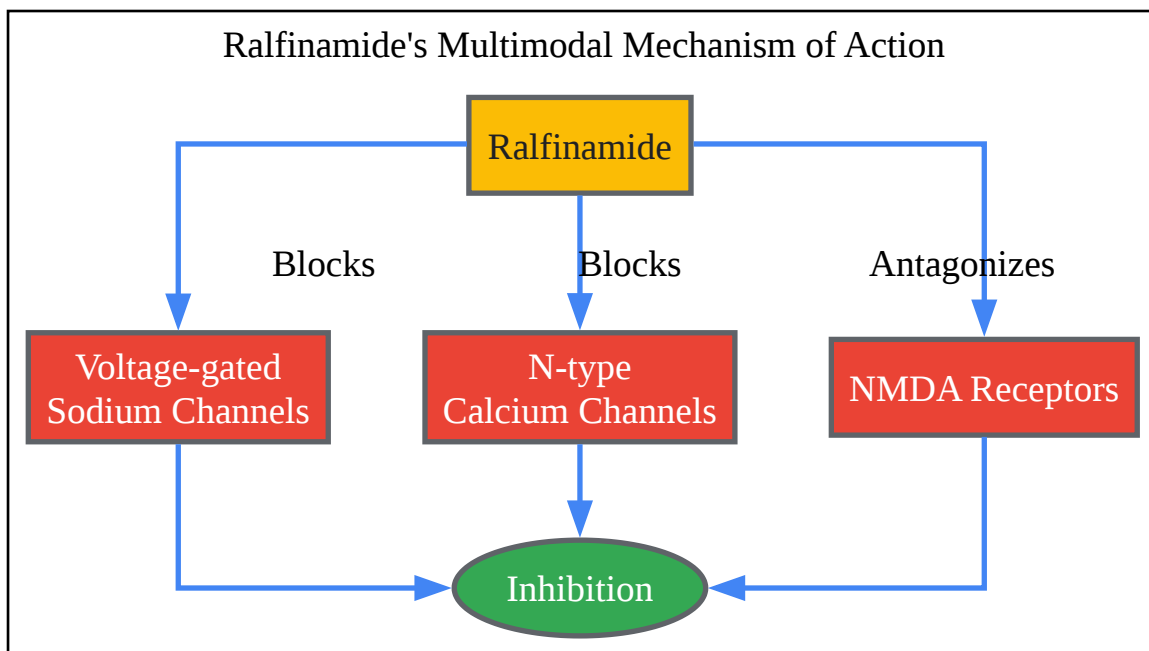 Ralfinamide's Multimodal Mechanism of Action
Ralfinamide
Blocks
Blocks
Antagonizes
Voltage-gated
Sodium Channels
N-type
Calcium Channels
NMDA Receptors
Inhibition